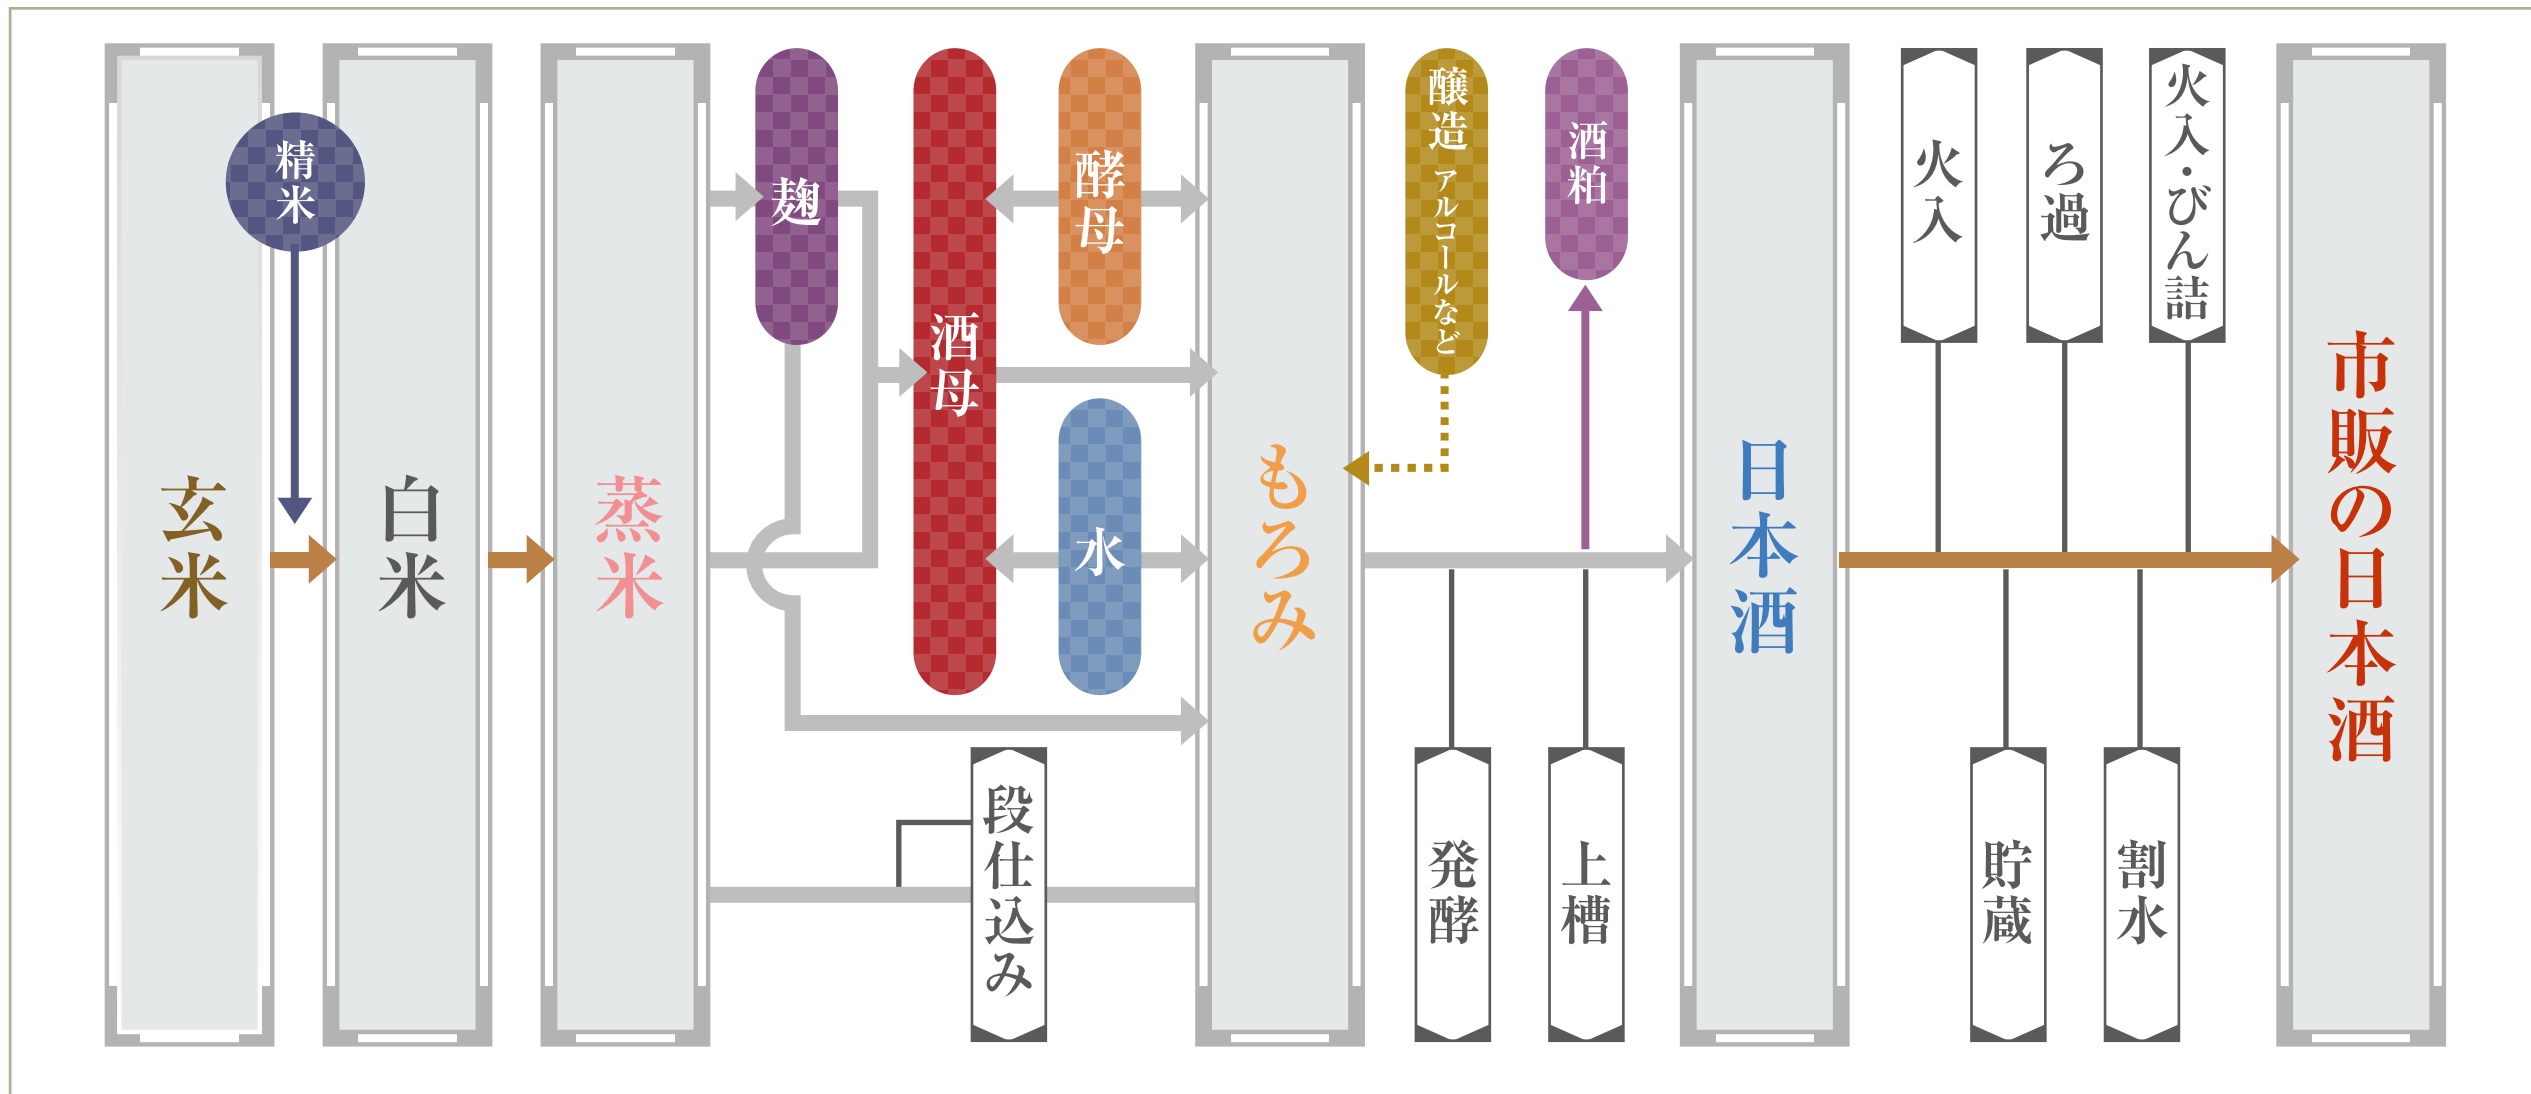 玄米
精米
白米
蒸米
麹
酒母
酵母
水
段仕込み
もろみ
醸造アルコールなど
酒粕
発酵
上槽
日本酒
火入
ろ過
火入・びん詰
貯蔵
割水
市販の日本酒